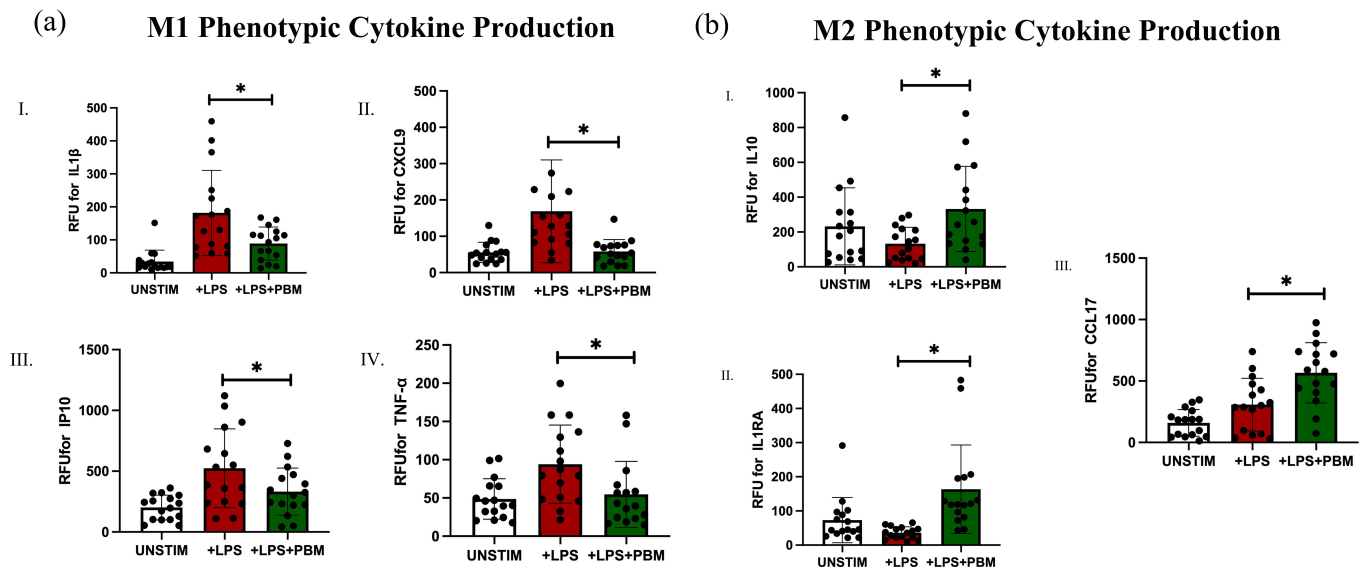 (a) M1 Phenotypic Cytokine Production
I.
RFU for IL1β
500
400
300
200
100
0
*
UNSTIM +LPS +LPS+PBM
II.
RFU for CXCL9
500
400
300
200
100
0
*
UNSTIM +LPS +LPS+PBM
III.
RFUfor IP10
1500
1000
500
0
*
UNSTIM +LPS +LPS+PBM
IV.
RFUfor TNF-α
250
200
150
100
50
0
*
UNSTIM +LPS +LPS+PBM
(b) M2 Phenotypic Cytokine Production
I.
RFU for IL10
1000
800
600
400
200
0
*
UNSTIM +LPS +LPS+PBM
II.
RFU for IL1RA
500
400
300
200
100
0
*
UNSTIM +LPS +LPS+PBM
III.
RFUfor CCL17
1500
1000
500
0
*
UNSTIM +LPS +LPS+PBM